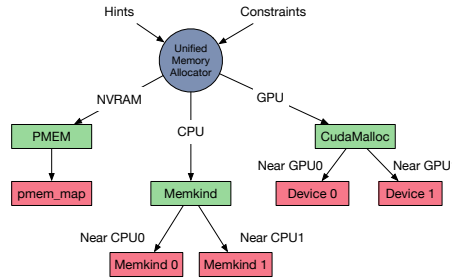 Hints
Constraints
Unified
Memory
Allocator
NVRAM
CPU
GPU
PMEM
CudaMalloc
Near GPU0
Near GPU
pmem_map
Memkind
Device 0
Device 1
Near CPU0
Near CPU1
Memkind 0
Memkind 1